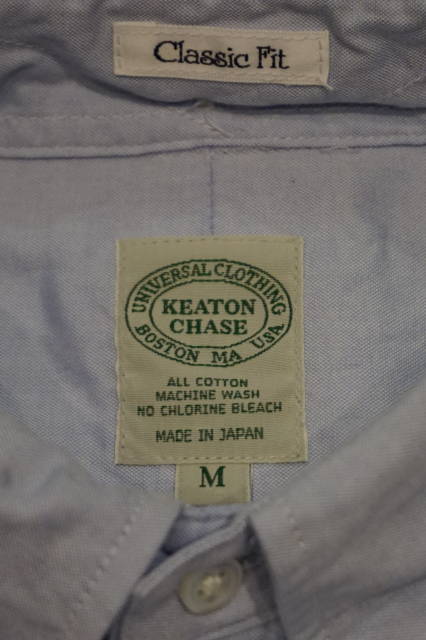 Classic Fit
UNIVERSAL CLOTHING
KEATON
CHASE
BOSTON MA USA
ALL COTTON
MACHINE WASH
NO CHLORINE BLEACH
MADE IN JAPAN
M